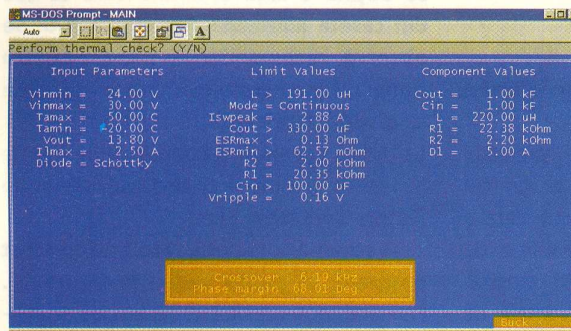 MS-DOS Prompt - MAIN
Auto
A
Perform thermal check? (Y/N)
Input Parameters
Vinmin = 24.00 V
Vinmax = 30.00 V
Tamax = 50.00 C
Tamin = -20.00 C
Vout = 13.80 V
Ilmax = 2.50 A
Diode = Schottky
Limit Values
L > 191.00 uH
Mode = Continuous
Iswpeak = 2.88 A
Cout > 330.00 uF
ESRmax < 0.13 Ohm
ESRmin > 62.57 mOhm
R2 = 2.00 kOhm
R1 = 20.35 kOhm
Cin > 100.00 uF
Vripple = 0.16 V
Component Values
Cout = 1.00 kF
Cin = 1.00 kF
L = 220.00 uH
R1 = 22.38 kOhm
R2 = 2.20 kOhm
D1 = 5.00 A
Crossover 6.19 kHz
Phase margin 68.01 Deg
Buck